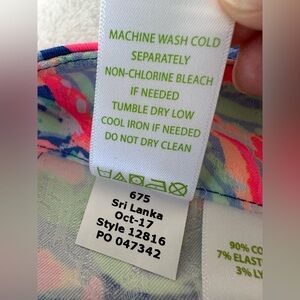 MACHINE WASH COLD
SEPARATELY
NON-CHLORINE BLEACH
IF NEEDED
TUMBLE DRY LOW
COOL IRON IF NEEDED
DO NOT DRY CLEAN
675
Sri Lanka
Oct-17
Style 12816
PO 047342
90% CO
7% ELAST
3% LY